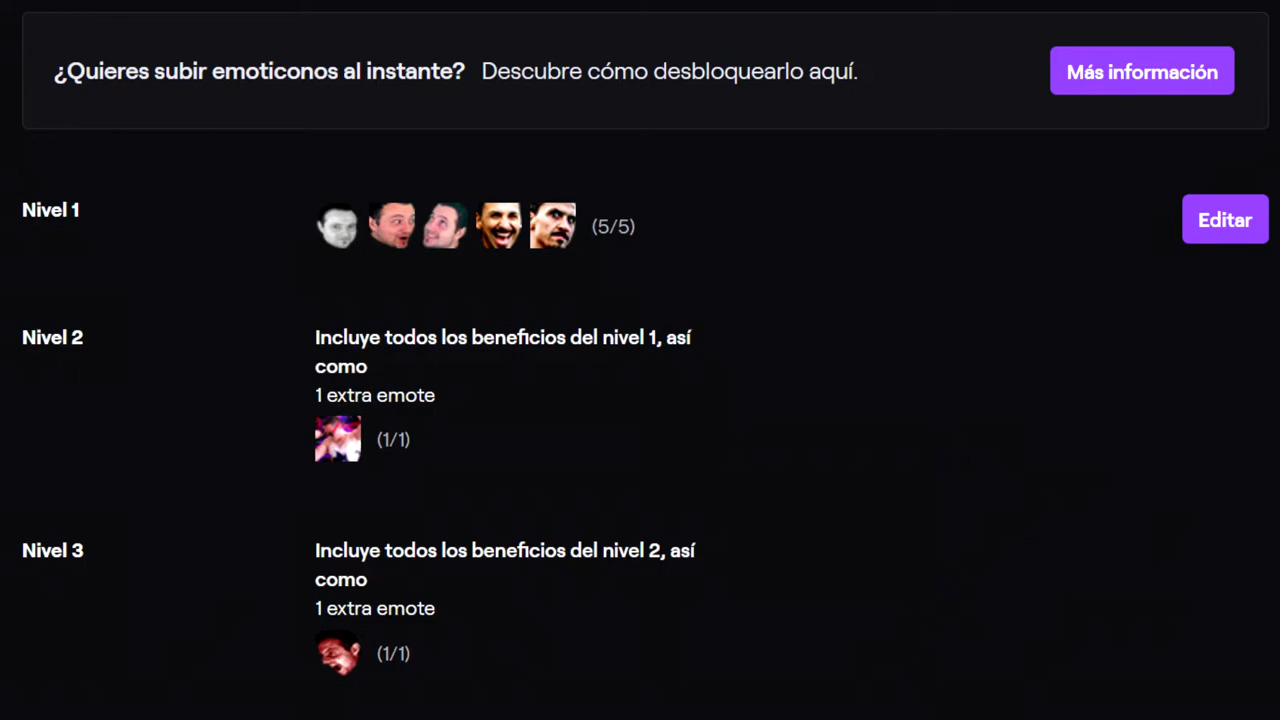 ¿Quieres subir emoticonos al instante? Descubre cómo desbloquearlo aquí. Más información
Nivel 1 (5/5) Editar
Nivel 2 Incluye todos los beneficios del nivel 1, así
como
1 extra emote
(1/1)
Nivel 3 Incluye todos los beneficios del nivel 2, así
como
1 extra emote
(1/1)